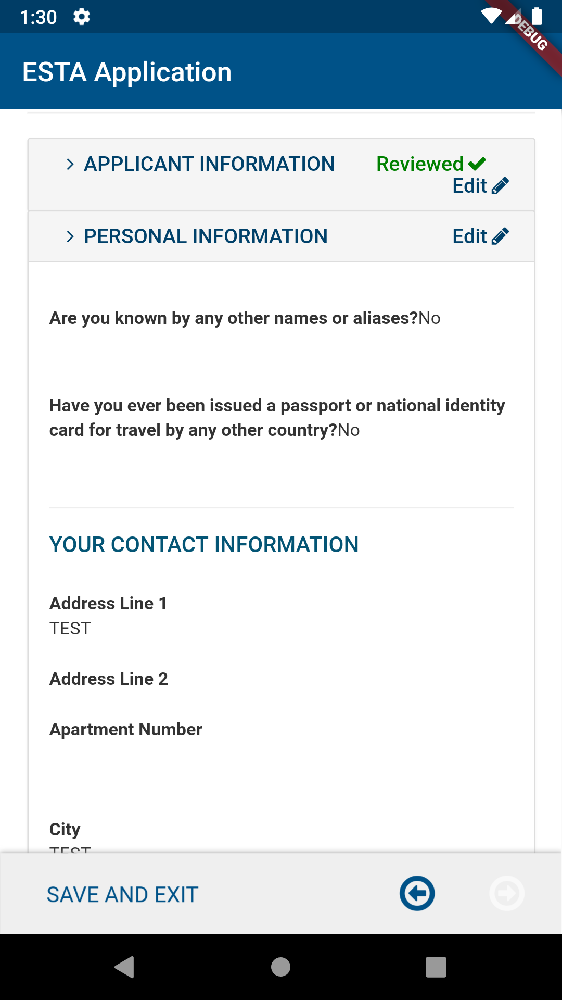 1:30
DEBUG
ESTA Application
APPLICANT INFORMATION Reviewed
Edit
PERSONAL INFORMATION Edit
Are you known by any other names or aliases?No
Have you ever been issued a passport or national identity
card for travel by any other country?No
YOUR CONTACT INFORMATION
Address Line 1
TEST
Address Line 2
Apartment Number
City
TEST
SAVE AND EXIT